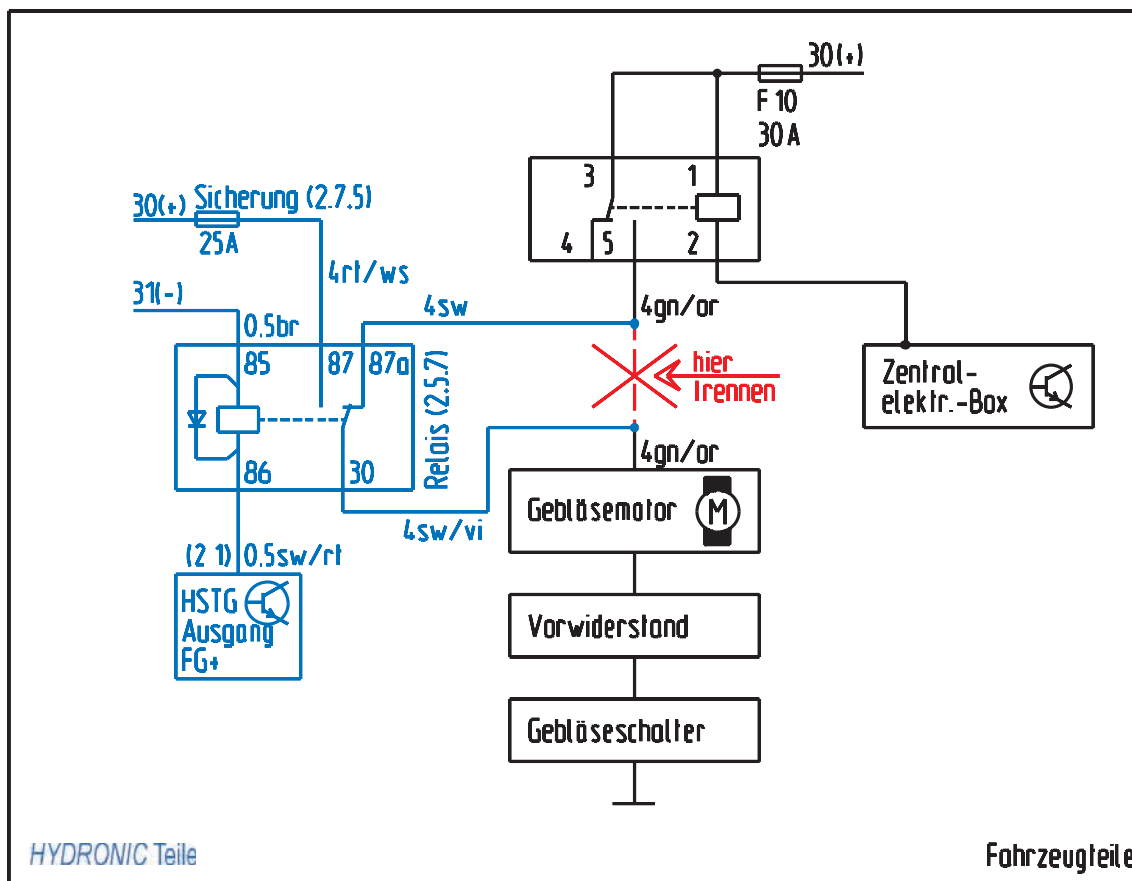 30(+)
F 10
30A
3
1
4
5
2
30(+)
Sicherung (2.7.5)
25A
4rt/ws
31(-)
0.5br
4sw
4gn/or
85
87
87a
hier
Trennen
Zentral-
elektr.-Box
Relais (2.5.7)
86
30
4gn/or
4sw/vi
Gebläsemotor
M
(2 1)
0.5sw/rt
HSTG
Ausgang
FG+
Vorwiderstand
Gebläseschalter
HYDRONIC Teile
Fahrzeugteile